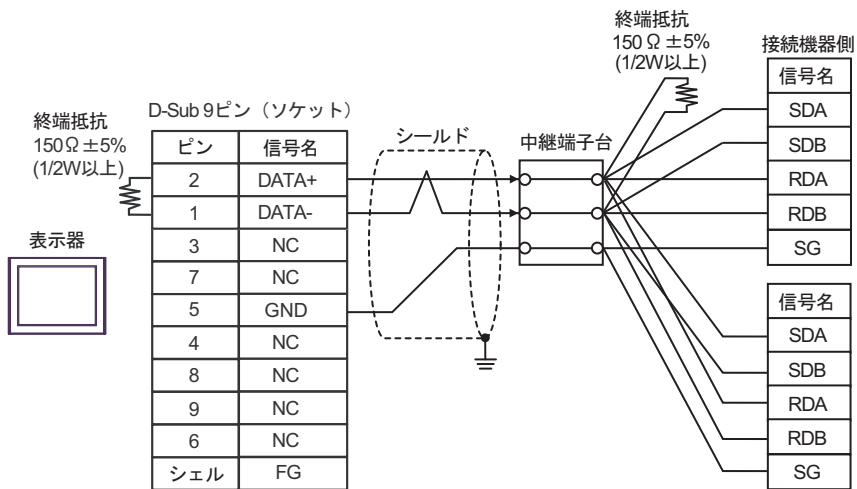 終端抵抗
150 Ω ±5%
(1/2W以上)
接続機器側
信号名
SDA
SDB
RDA
RDB
SG
D-Sub 9ピン（ソケット）
終端抵抗
150Ω ±5%
(1/2W以上)
シールド
中継端子台
ピン 信号名
2 DATA+
1 DATA-
3 NC
7 NC
5 GND
4 NC
8 NC
9 NC
6 NC
シェル FG
表示器
信号名
SDA
SDB
RDA
RDB
SG